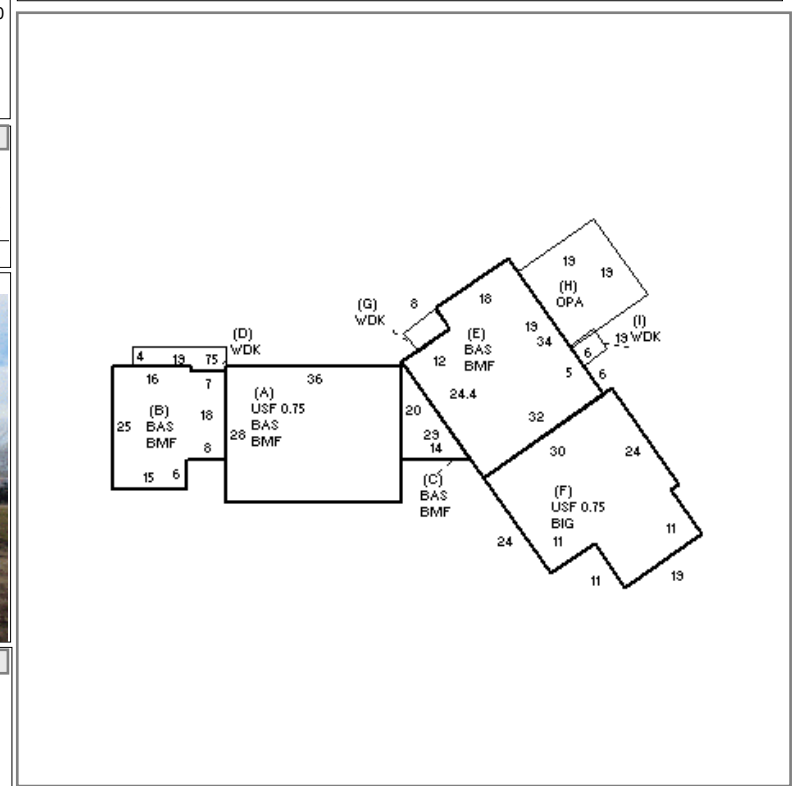 19
19
(H)
OPA
18
8
(G)
WDK
(I)
19 WDK
19
34
(E)
BAS
BMF
(D)
WDK
4
19
75
12
6
5
6
16
7
36
24.4
(A)
USF 0.75
BAS
BMF
(B)
BAS
BMF
18
20
32
25
28
29
14
8
30
24
15
6
(C)
BAS
BMF
(F)
USF 0.75
BIG
11
24
11
11
19